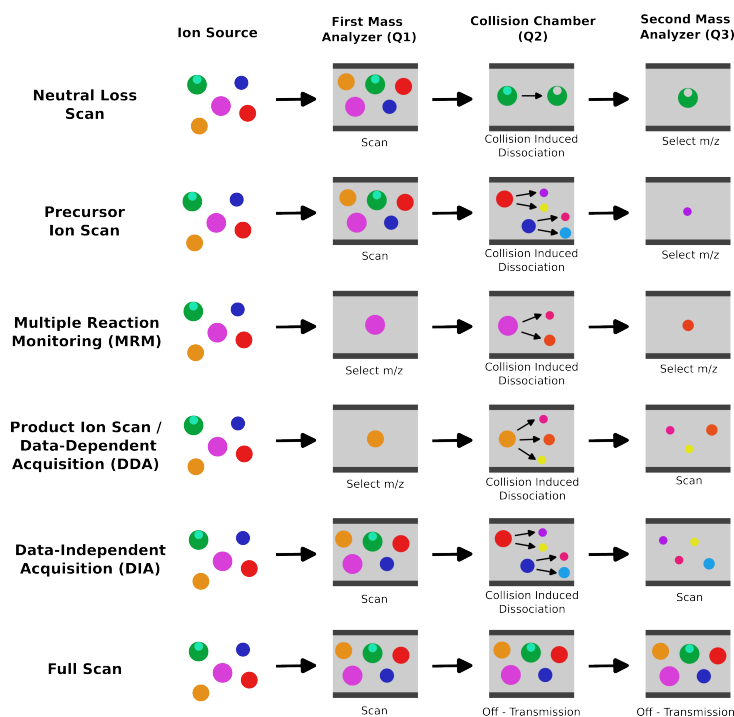 Ion Source
First Mass
Analyzer (Q1)
Collision Chamber
(Q2)
Second Mass
Analyzer (Q3)
Neutral Loss
Scan
Scan
Collision Induced
Dissociation
Select m/z
Precursor
Ion Scan
Scan
Collision Induced
Dissociation
Select m/z
Multiple Reaction
Monitoring (MRM)
Select m/z
Collision Induced
Dissociation
Select m/z
Product Ion Scan /
Data-Dependent
Acquisition (DDA)
Select m/z
Collision Induced
Dissociation
Scan
Data-Independent
Acquisition (DIA)
Scan
Collision Induced
Dissociation
Scan
Full Scan
Scan
Off - Transmission
Off - Transmission